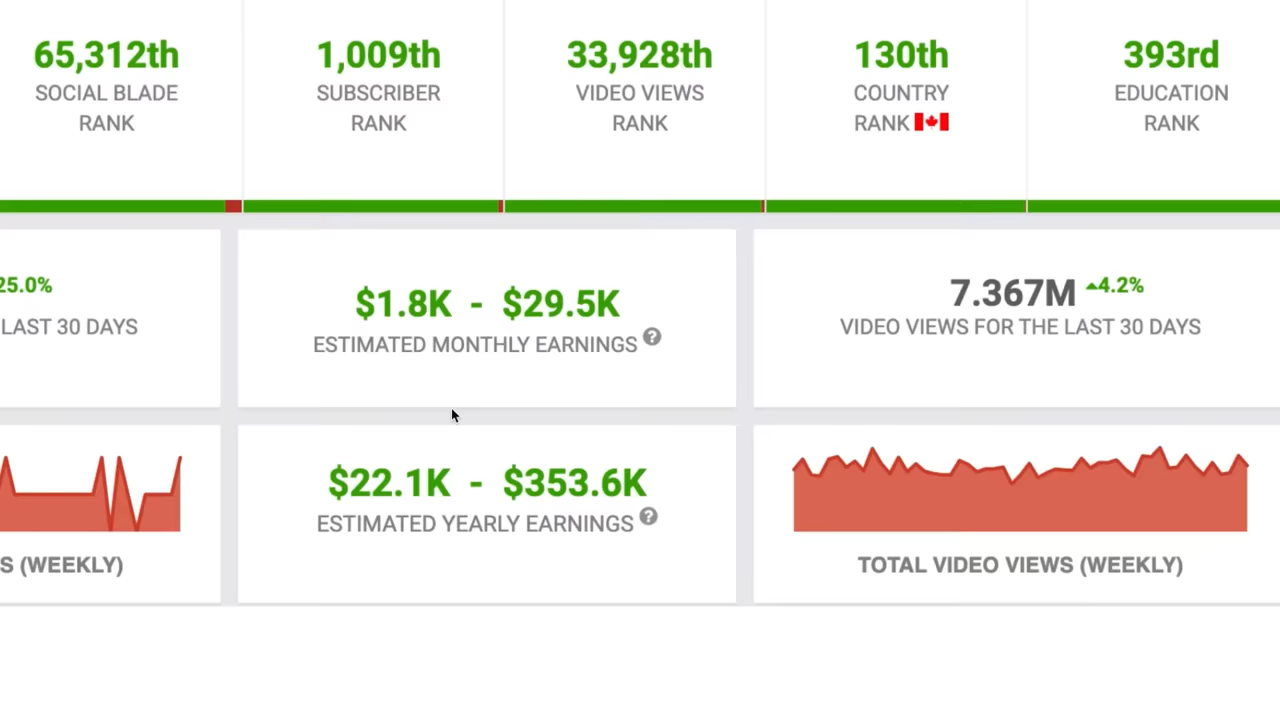 65,312th
SOCIAL BLADE
RANK
1,009th
SUBSCRIBER
RANK
33,928th
VIDEO VIEWS
RANK
130th
COUNTRY
RANK
393rd
EDUCATION
RANK
25.0%
LAST 30 DAYS
$1.8K - $29.5K
ESTIMATED MONTHLY EARNINGS ?
7.367M 4.2%
VIDEO VIEWS FOR THE LAST 30 DAYS
S (WEEKLY)
$22.1K - $353.6K
ESTIMATED YEARLY EARNINGS ?
TOTAL VIDEO VIEWS (WEEKLY)